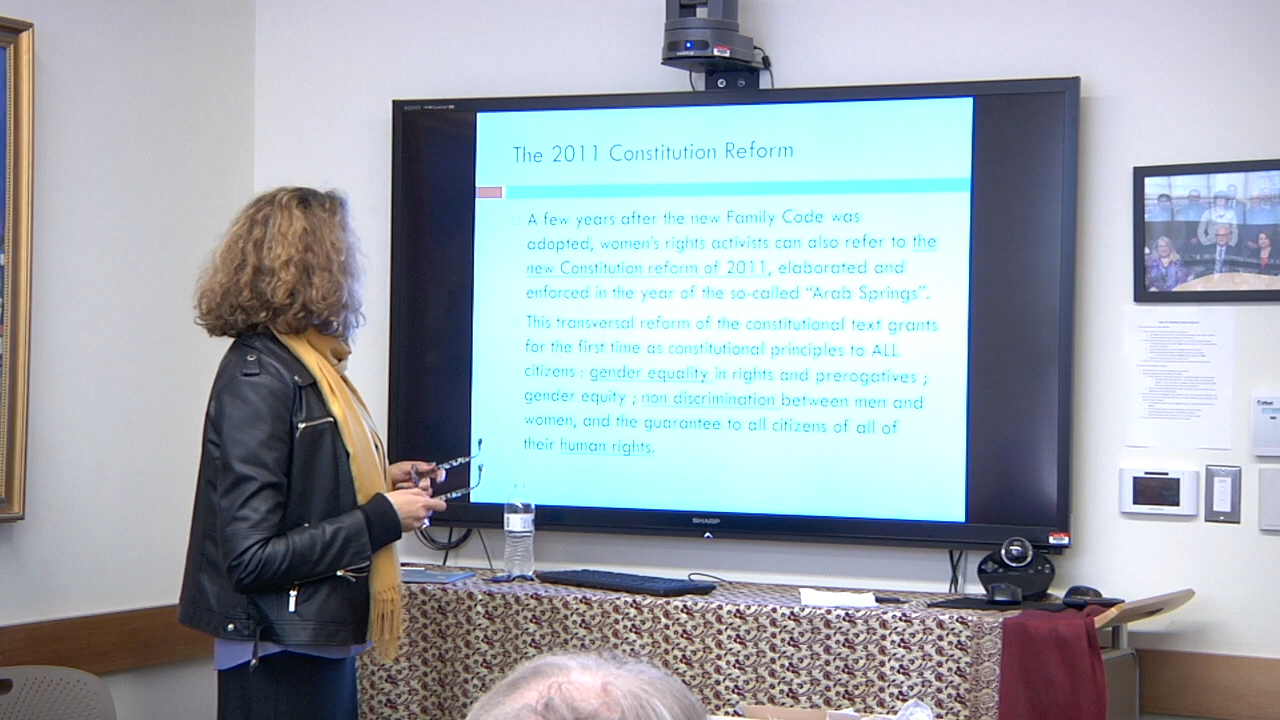 The 2011 Constitution Reform
A few years after the new Family Code was
adopted, women's rights activists can also refer to the
new Constitution reform of 2011, elaborated and
enforced in the year of the so-called "Arab Springs".
This transversal reform of the constitutional text grants
for the first time as constitutional principles to ALL
citizens : gender equality in rights and prerogatives ;
gender equity ; non discrimination between men and
women, and the guarantee to all citizens of all of
their human rights.
SHARP